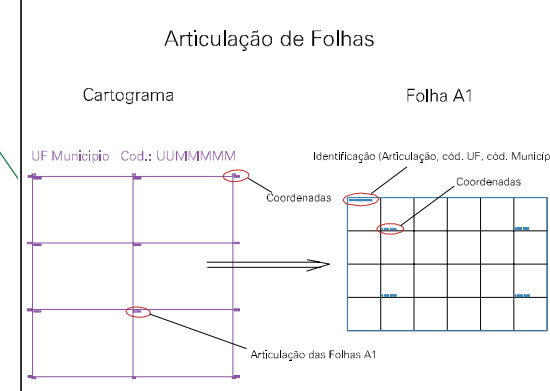 Articulação de Folhas
Cartograma
Folha A1
UF Municipio Cod.: UUMMMMM
Identificação (Articulação, cód. UF, cód. Municíp
Coordenadas
Coordenadas
Articulação das Folhas A1